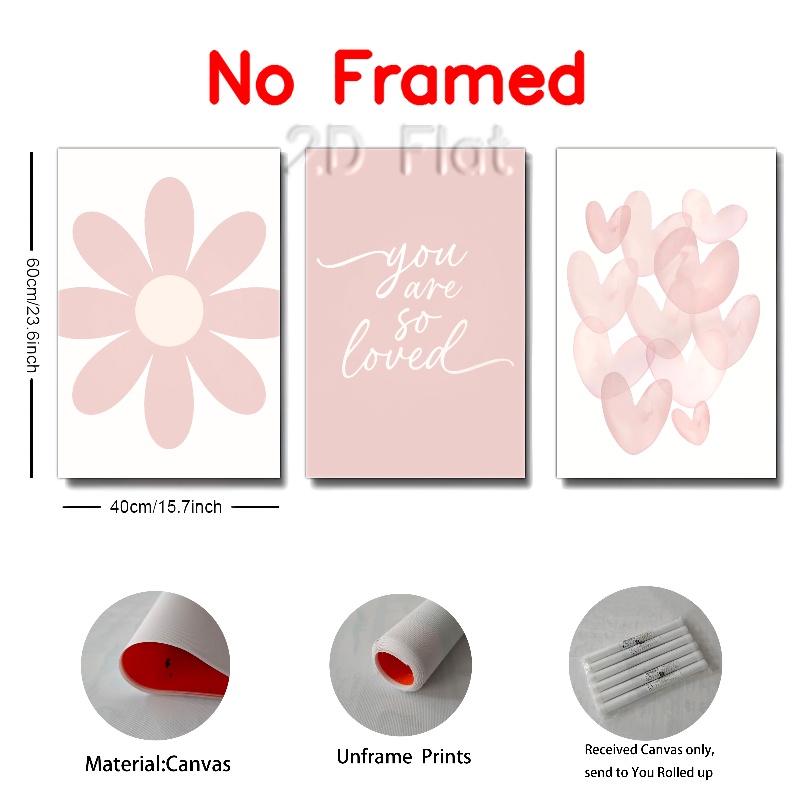 No Framed
2D Flat
60cm/23.6inch
you
are
so
loved
40cm/15.7inch
Material:Canvas
Unframe Prints
Received Canvas only,
send to You Rolled up